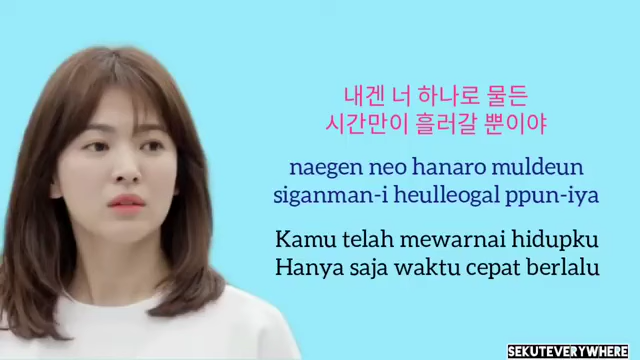 내겐 너 하나로 물든
시간만이 흘러갈 뿐이야
naegen neo hanaro muldeun
siganman-i heulleogal ppun-iya
Kamu telah mewarnai hidupku
Hanya saja waktu cepat berlalu
SEKUTEVERYWHERE